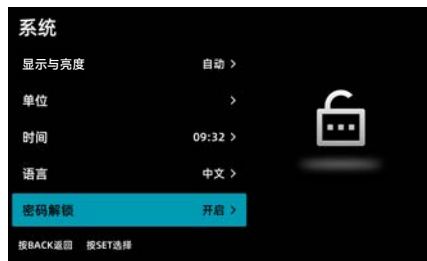 系统
显示与亮度 自动 >
单位 >
时间 09:32 >
语言 中文 >
密码解锁 开启 >
按BACK返回 按SET选择